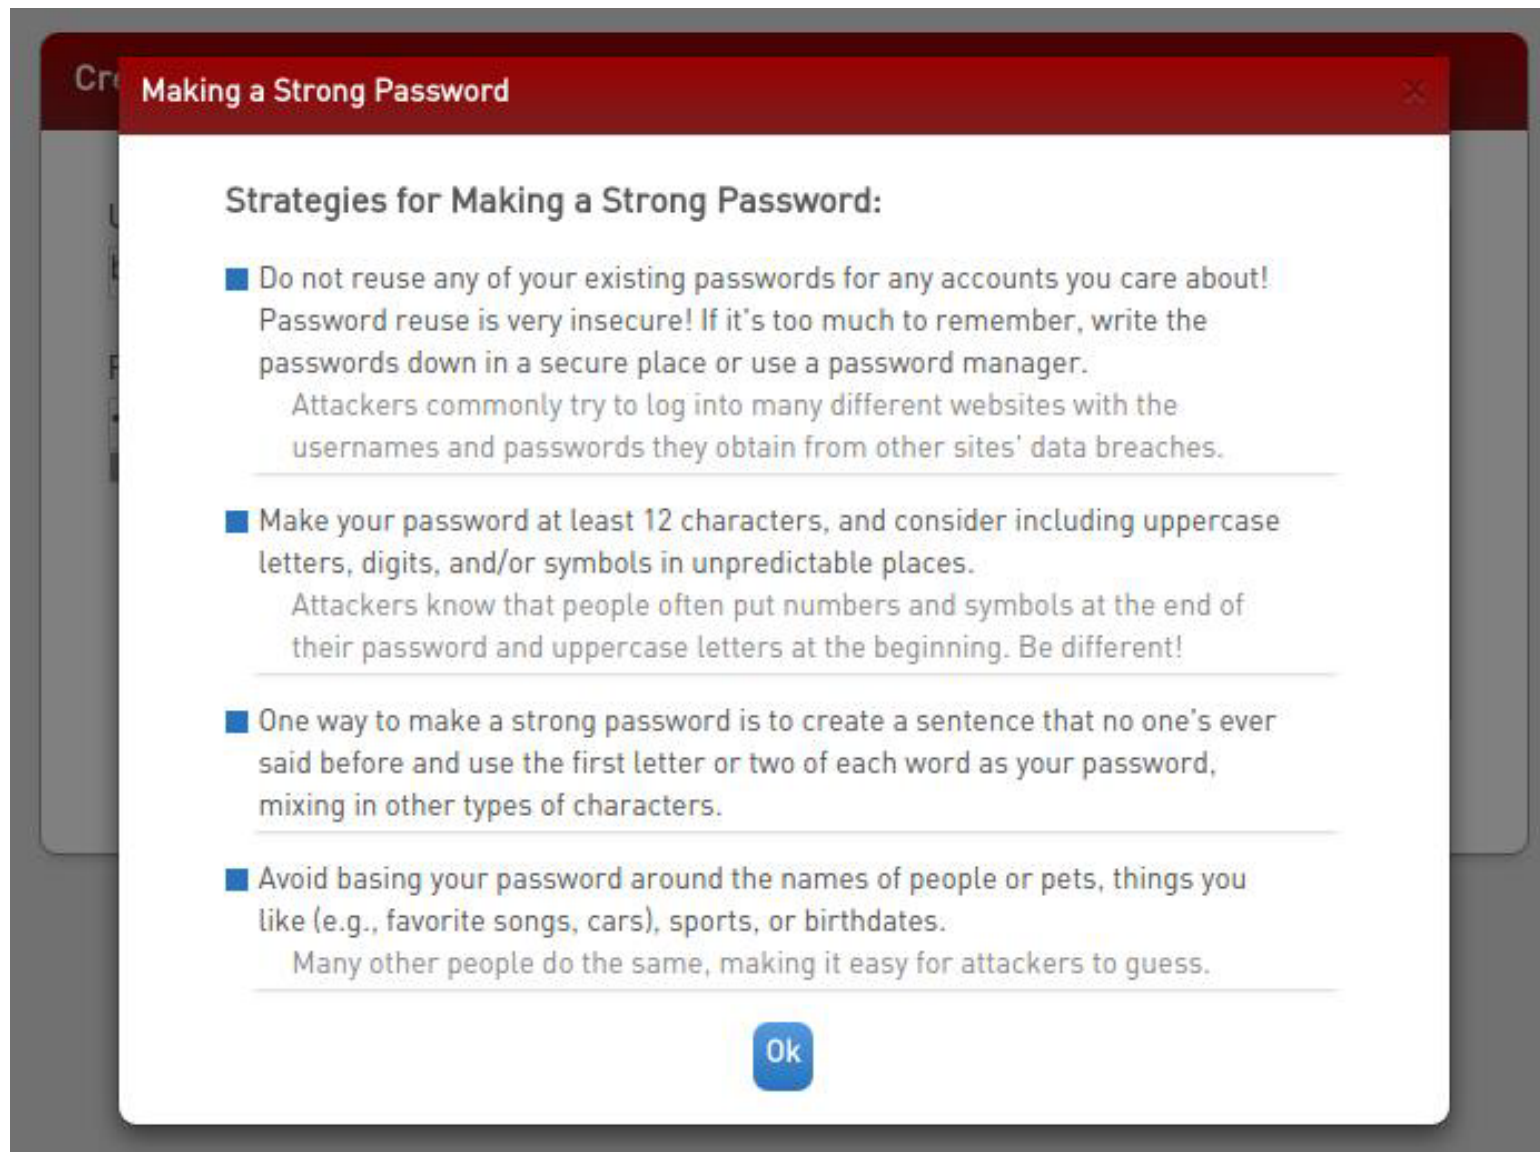 Cre
Making a Strong Password
×
Strategies for Making a Strong Password:
Do not reuse any of your existing passwords for any accounts you care about!
Password reuse is very insecure! If it's too much to remember, write the
passwords down in a secure place or use a password manager.
Attackers commonly try to log into many different websites with the
usernames and passwords they obtain from other sites' data breaches.
Make your password at least 12 characters, and consider including uppercase
letters, digits, and/or symbols in unpredictable places.
Attackers know that people often put numbers and symbols at the end of
their password and uppercase letters at the beginning. Be different!
One way to make a strong password is to create a sentence that no one's ever
said before and use the first letter or two of each word as your password,
mixing in other types of characters.
Avoid basing your password around the names of people or pets, things you
like (e.g., favorite songs, cars), sports, or birthdates.
Many other people do the same, making it easy for attackers to guess.
Ok